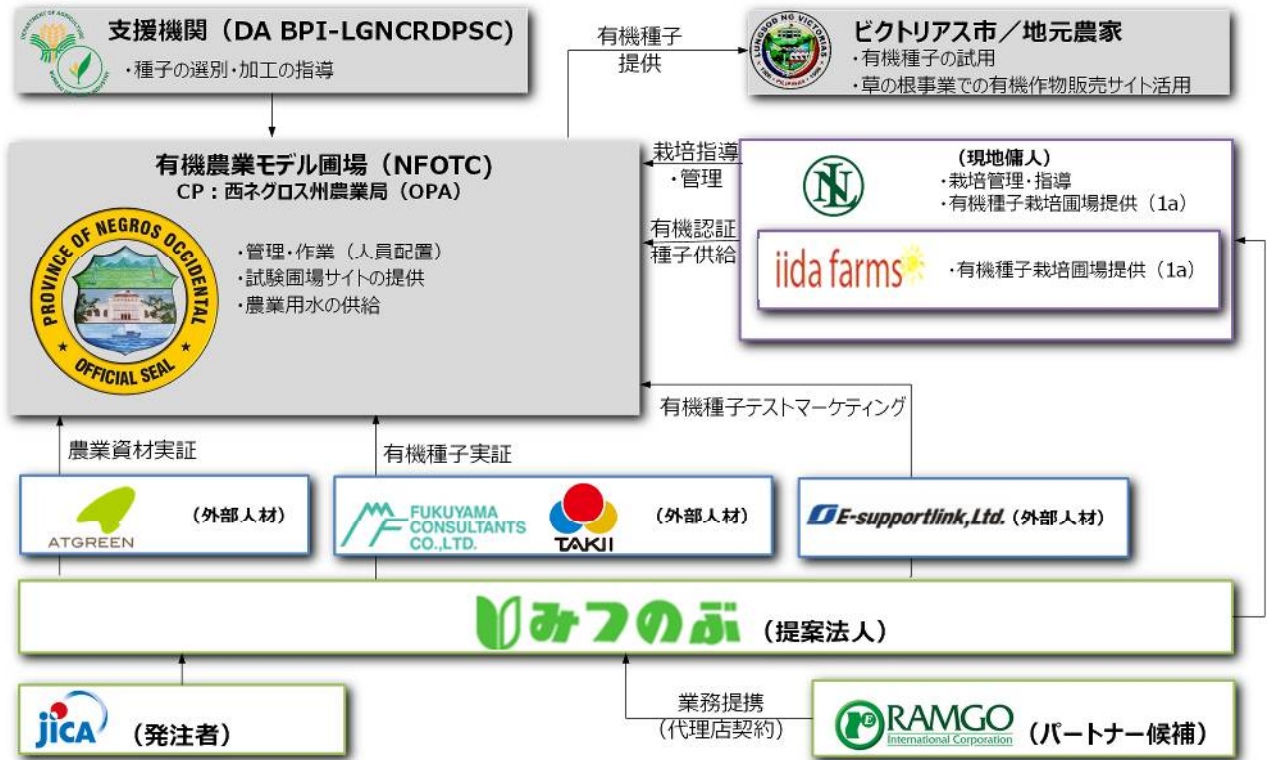 支援機関（DA BPI-LGNCRDPSC)
・種子の選別・加工の指導
有機種子
提供
ビクトリアス市／地元農家
・有機種子の試用
・草の根事業での有機作物販売サイト活用
有機農業モデル圃場（NFOTC)
CP：西ネグロス州農業局（OPA）
PROVINCE OF NEGROS OCCIDENTAL
OFFICIAL SEAL
・管理・作業（人員配置）
・試験圃場サイトの提供
・農業用水の供給
栽培指導
・管理
有機認証
種子供給
（現地傭人）
・栽培管理・指導
・有機種子栽培圃場提供（1a）
iida farms
・有機種子栽培圃場提供（1a）
有機種子テストマーケティング
農業資材実証
有機種子実証
ATGREEN
（外部人材）
FUKUYAMA
CONSULTANTS
CO.,LTD.
TAKII
（外部人材）
E-supportlink,Ltd.（外部人材）
みつのぶ（提案法人）
JICA（発注者）
業務提携
（代理店契約）
RAMGO
International Corporation
（パートナー候補）